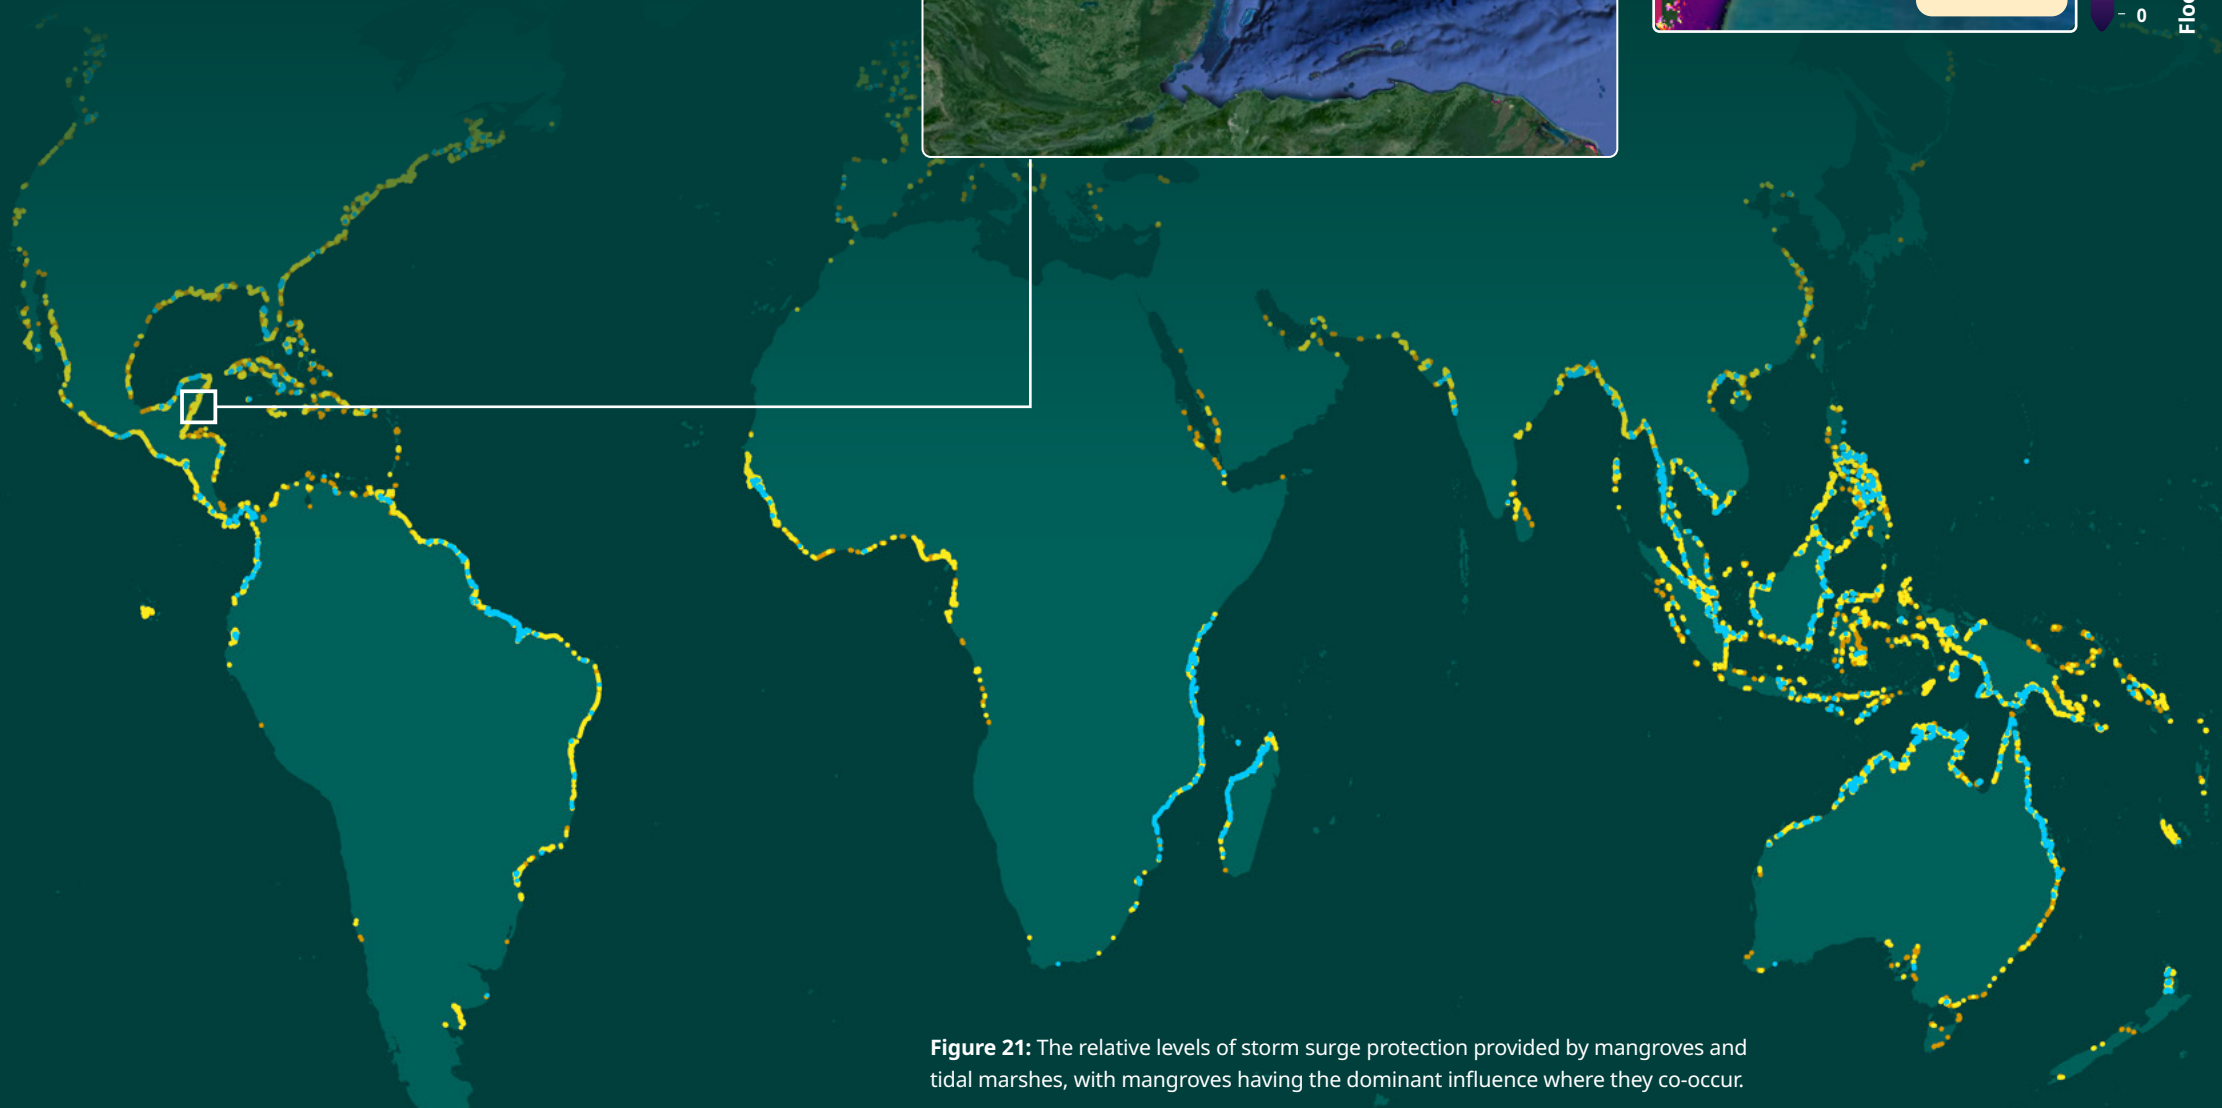 0
Figure 21: The relative levels of storm surge protection provided by mangroves and
tidal marshes, with mangroves having the dominant influence where they co-occur.